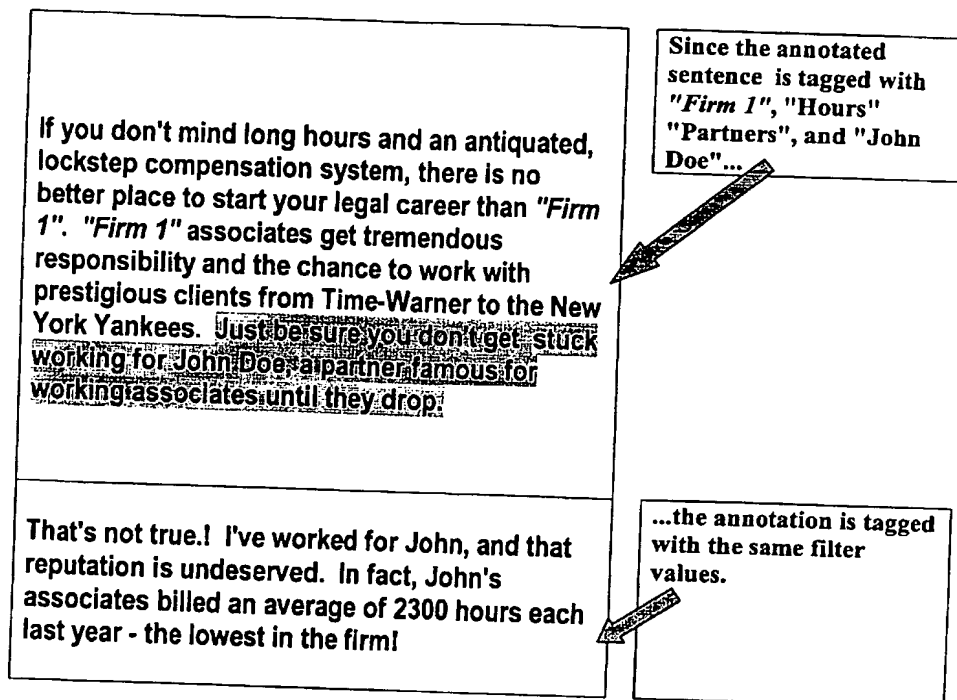 Since the annotated
sentence is tagged with
"Firm 1", "Hours"
"Partners", and "John
Doe"...
If you don't mind long hours and an antiquated,
lockstep compensation system, there is no
better place to start your legal career than "Firm
1". "Firm 1" associates get tremendous
responsibility and the chance to work with
prestigious clients from Time-Warner to the New
York Yankees. Just be sure you don't get stuck
working for John Doe, a partner famous for
working associates until they drop.
...the annotation is tagged
with the same filter
values.
That's not true.! I've worked for John, and that
reputation is undeserved. In fact, John's
associates billed an average of 2300 hours each
last year - the lowest in the firm!